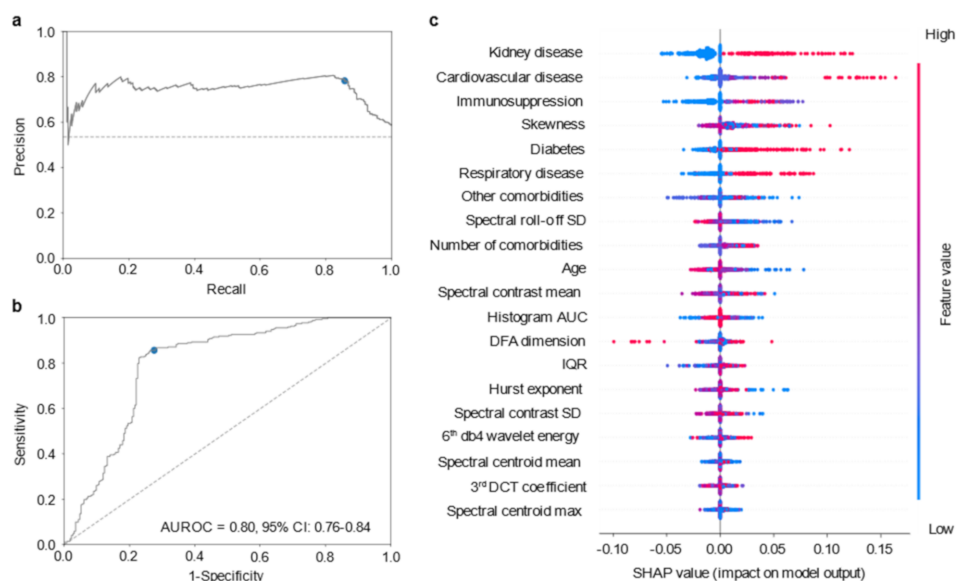 a
1.0
0.8
0.6
0.4
0.2
0.0
Precision
0.0 0.2 0.4 0.6 0.8 1.0
Recall
b
1.0
0.8
0.6
0.4
0.2
0.0
Sensitivity
AUROC = 0.80, 95% CI: 0.76-0.84
0.0 0.2 0.4 0.6 0.8 1.0
1-Specificity
c
Kidney disease
Cardiovascular disease
Immunosuppression
Skewness
Diabetes
Respiratory disease
Other comorbidities
Spectral roll-off SD
Number of comorbidities
Age
Spectral contrast mean
Histogram AUC
DFA dimension
IQR
Hurst exponent
Spectral contrast SD
6th db4 wavelet energy
Spectral centroid mean
3rd DCT coefficient
Spectral centroid max
-0.10 -0.05 0.00 0.05 0.10 0.15
SHAP value (impact on model output)
High
Feature value
Low